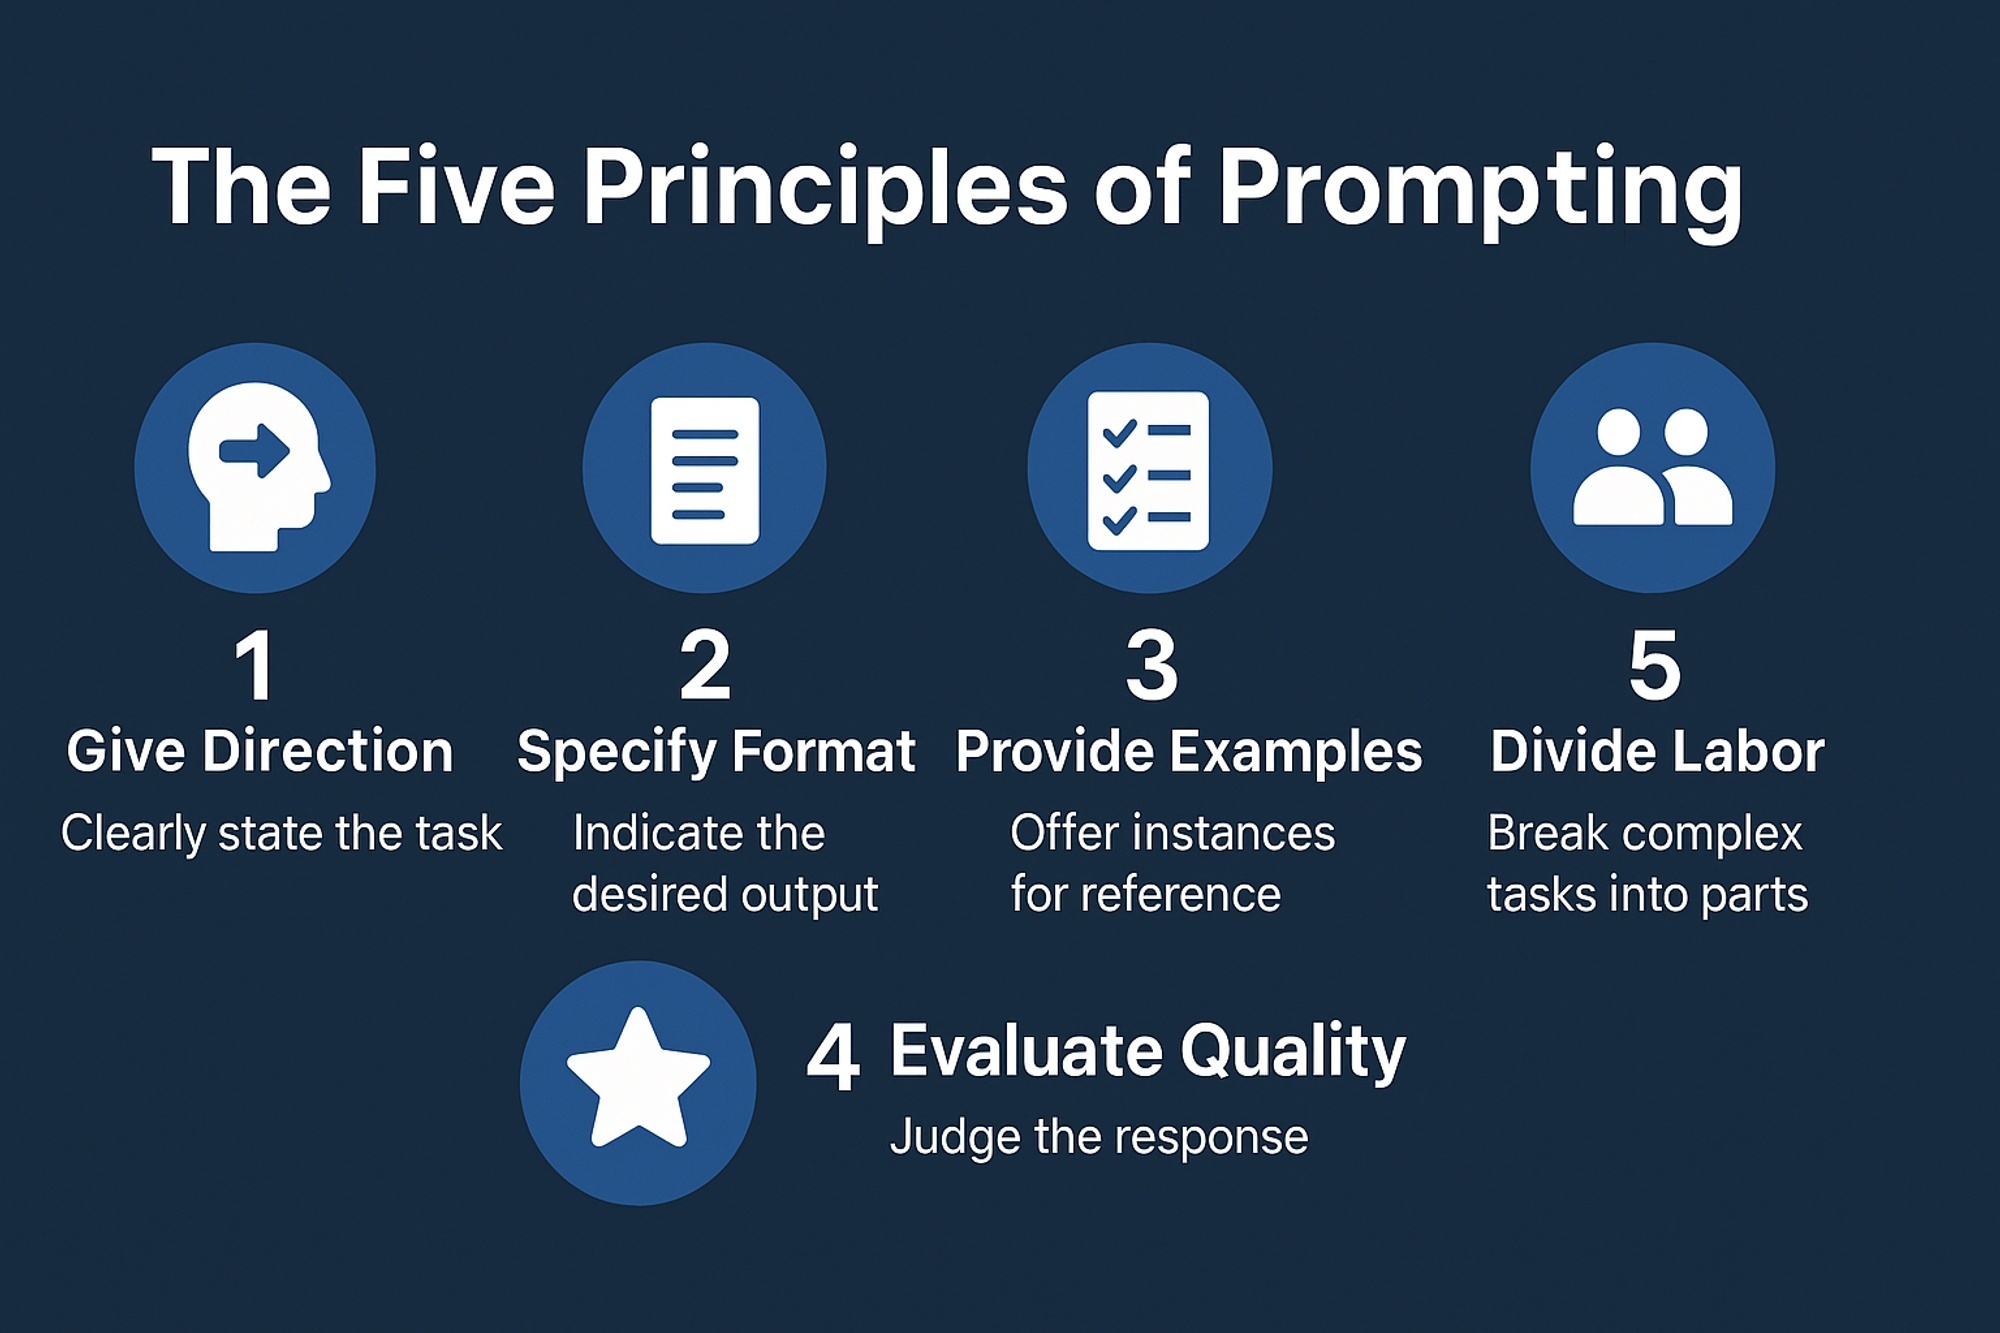 The Five Principles of Prompting
1
Give Direction
Clearly state the task
2
Specify Format
Indicate the
desired output
3
Provide Examples
Offer instances
for reference
5
Divide Labor
Break complex
tasks into parts
4 Evaluate Quality
Judge the response